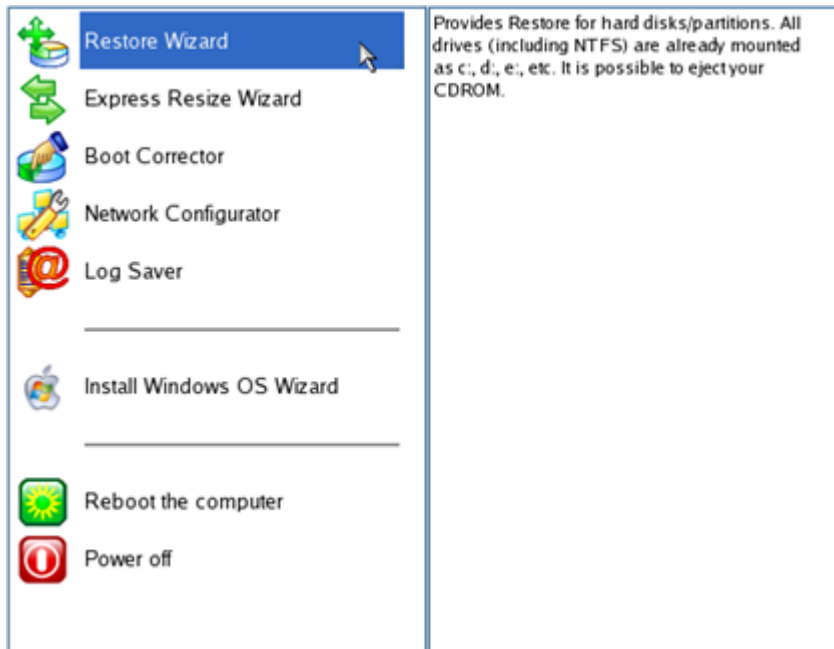 Restore Wizard
Express Resize Wizard
Boot Corrector
Network Configurator
Log Saver
Install Windows OS Wizard
Reboot the computer
Power off
Provides Restore for hard disks/partitions. All
drives (including NTFS) are already mounted
as c:, d:, e:, etc. It is possible to eject your
CDROM.